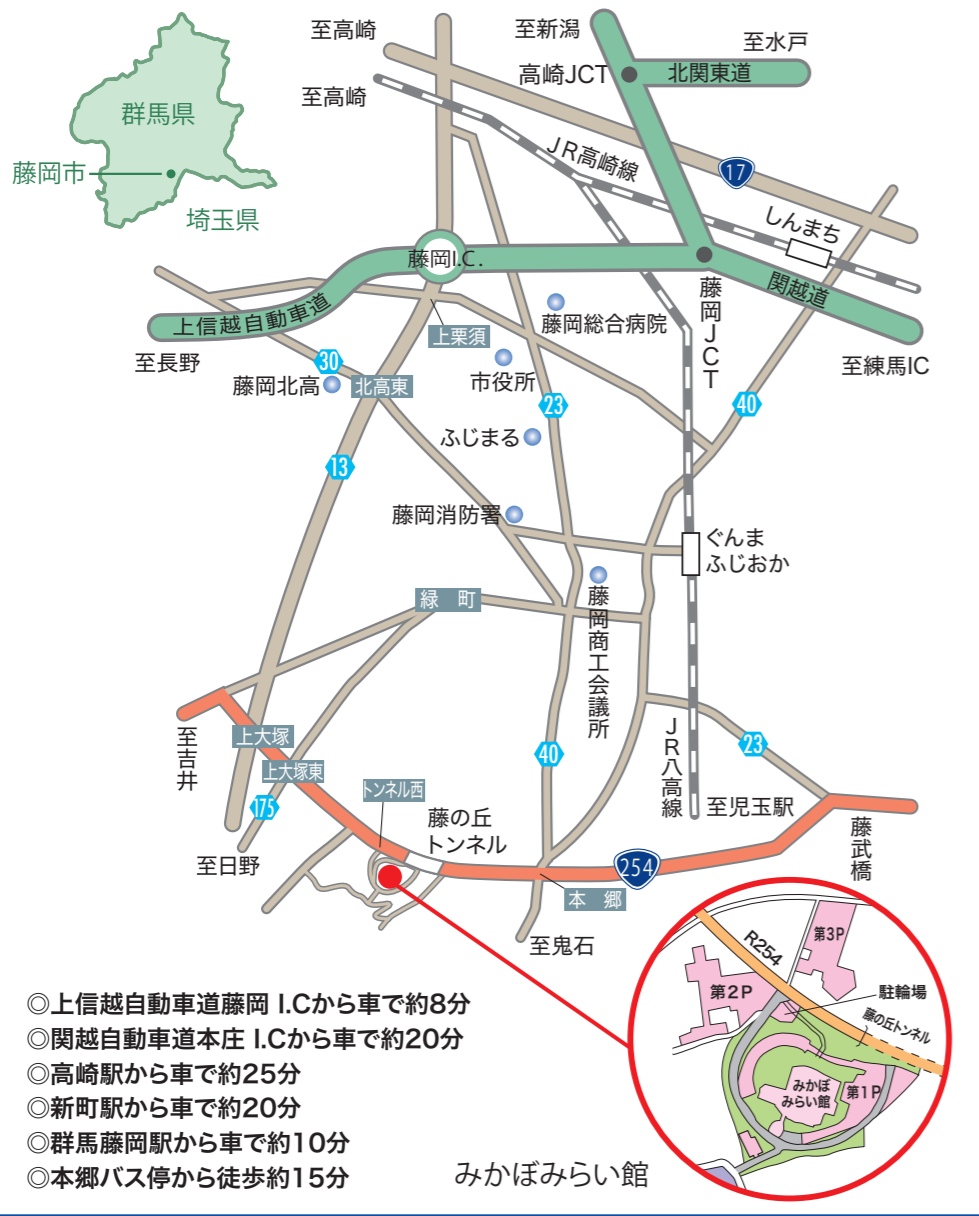 至高崎
至新潟
至水戸
高崎JCT
北関東道
至高崎
群馬県
藤岡市
埼玉県
JR高崎線
17
しんまち
藤岡I.C.
上信越自動車道
関越道
藤岡JCT
至長野
上栗須
藤岡総合病院
至練馬IC
30
藤岡北高
北高東
市役所
23
40
ふじまる
13
藤岡消防署
ぐんま
ふじおか
緑町
藤岡商工会議所
至吉井
上大塚
上大塚東
JR八高線
23
40
トンネル西
175
至児玉駅
藤の丘
トンネル
藤武橋
至日野
254
本郷
至鬼石
R254
第3P
第2P
駐輪場
藤の丘トンネル
みかぼ
みらい館
第1P
◎上信越自動車道藤岡 I.Cから車で約8分
◎関越自動車道本庄 I.Cから車で約20分
◎高崎駅から車で約25分
◎新町駅から車で約20分
◎群馬藤岡駅から車で約10分
◎本郷バス停から徒歩約15分
みかぼみらい館